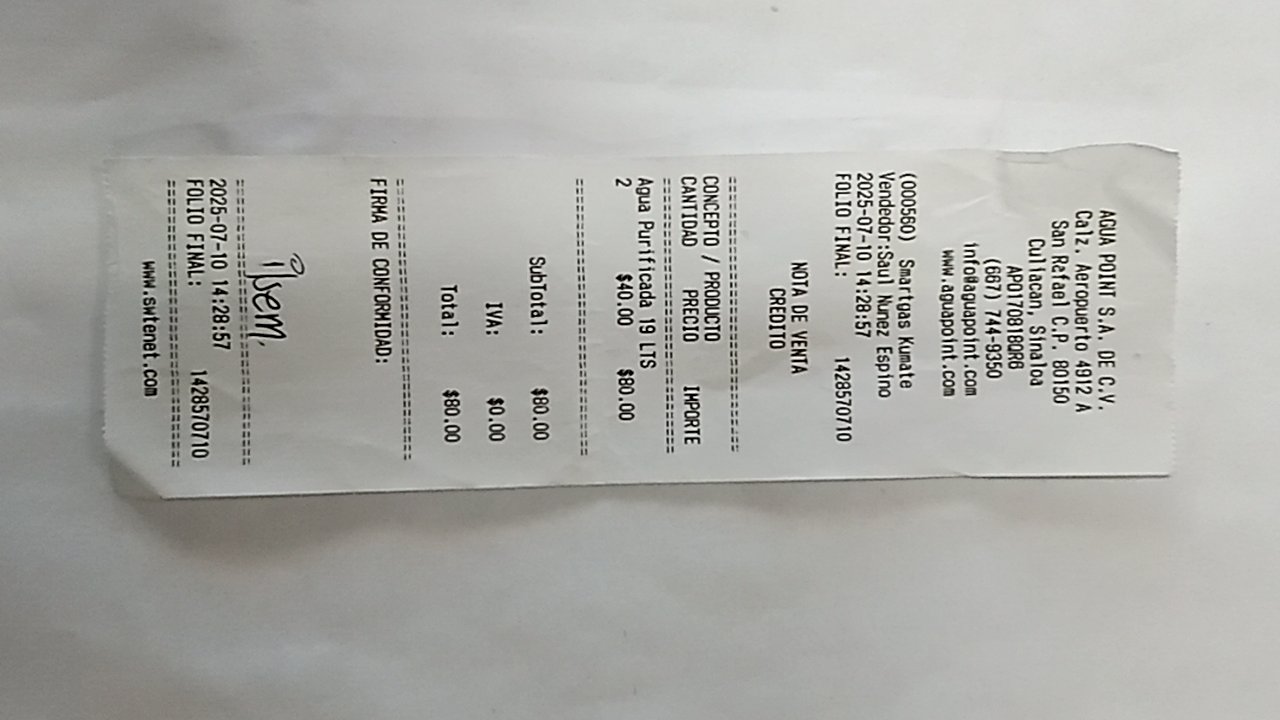 AGUA POINT S.A. DE C.V.
Calz. Aeropuerto 4912 A
San Rafael C.P. 80150
Culiacan, Sinaloa
APO170818QR6
(667) 744-9350
info@aguapoint.com
www.aguapoint.com
(000560) Smartgas Kumate
Vendedor:Saul Nunez Espino
2025-07-10 14:28:57
FOLIO FINAL: 1428570710
NOTA DE VENTA
CREDITO
==============================
CONCEPTO / PRODUCTO
CANTIDAD PRECIO IMPORTE
==============================
Agua Purificada 19 LTS
2 $40.00 $80.00
==============================
SubTotal: $80.00
IVA: $0.00
Total: $80.00
==============================
FIRMA DE CONFORMIDAD:
==============================
2025-07-10 14:28:57
FOLIO FINAL: 1428570710
==============================
www.swtenet.com